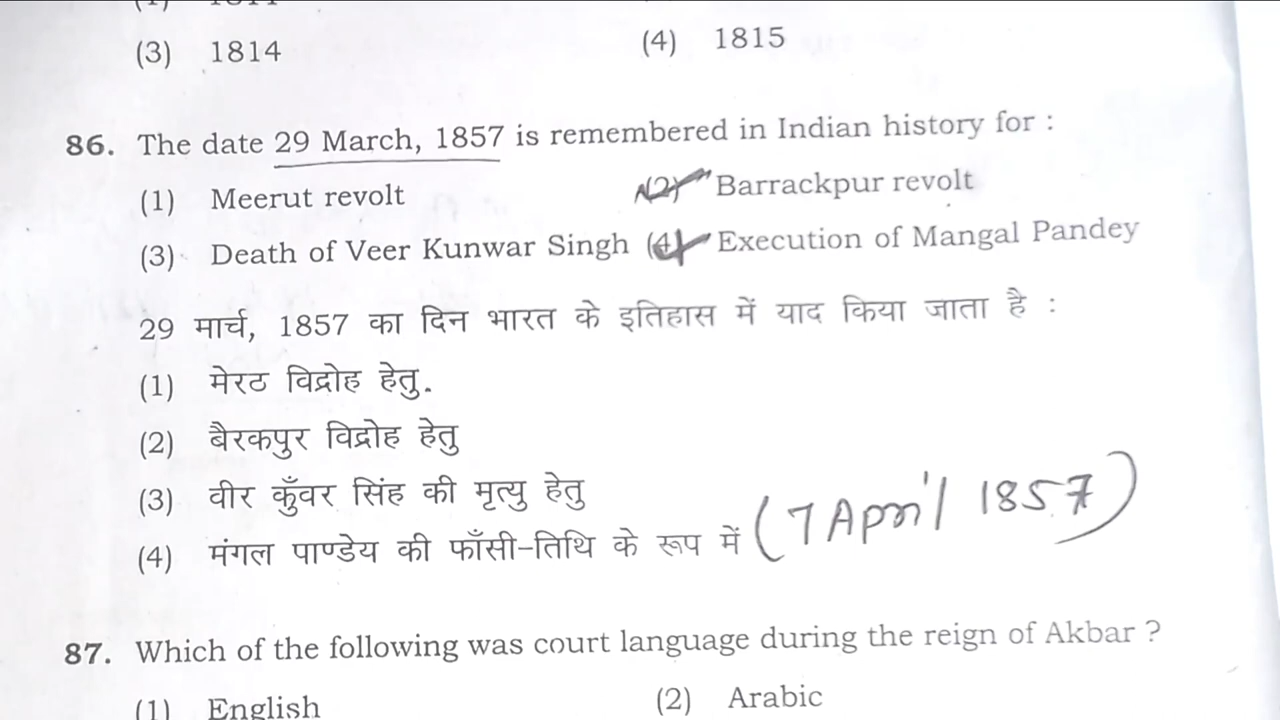 (3) 1814 (4) 1815
86. The date 29 March, 1857 is remembered in Indian history for :
(1) Meerut revolt (2) Barrackpur revolt
(3) Death of Veer Kunwar Singh (4) Execution of Mangal Pandey
29 मार्च, 1857 का दिन भारत के इतिहास में याद किया जाता है :
(1) मेरठ विद्रोह हेतु.
(2) बैरकपुर विद्रोह हेतु
(3) वीर कुँवर सिंह की मृत्यु हेतु
(4) मंगल पाण्डेय की फाँसी-तिथि के रूप में (7 April 1857)
87. Which of the following was court language during the reign of Akbar ?
(1) English (2) Arabic